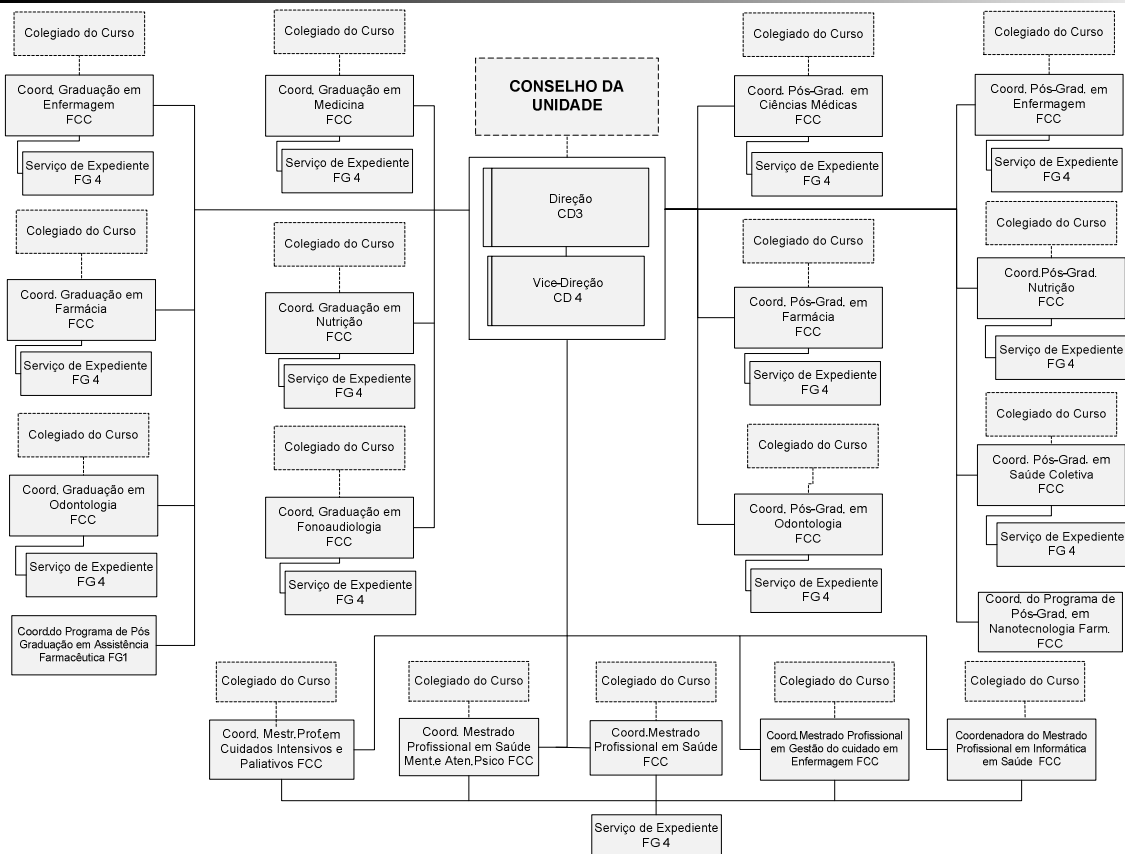 Colegiado do Curso
Coord. Graduação em
Enfermagem
FCC
Serviço de Expediente
FG 4
Colegiado do Curso
Coord. Graduação em
Farmácia
FCC
Serviço de Expediente
FG 4
Colegiado do Curso
Coord. Graduação em
Odontologia
FCC
Serviço de Expediente
FG 4
Coord.do Programa de Pós
Graduação em Assistência
Farmacêutica FG1
Colegiado do Curso
Coord. Graduação em
Medicina
FCC
Serviço de Expediente
FG 4
Colegiado do Curso
Coord. Graduação em
Nutrição
FCC
Serviço de Expediente
FG 4
Colegiado do Curso
Coord. Graduação em
Fonoaudiologia
FCC
Serviço de Expediente
FG 4
CONSELHO DA
UNIDADE
Direção
CD3
Vice-Direção
CD 4
Colegiado do Curso
Coord. Pós-Grad. em
Ciências Médicas
FCC
Serviço de Expediente
FG 4
Colegiado do Curso
Coord. Pós-Grad. em
Farmácia
FCC
Serviço de Expediente
FG 4
Colegiado do Curso
Coord. Pós-Grad. em
Odontologia
FCC
Serviço de Expediente
FG 4
Colegiado do Curso
Coord. Pós-Grad. em
Enfermagem
FCC
Serviço de Expediente
FG 4
Colegiado do Curso
Coord.Pós-Grad.
Nutrição
FCC
Serviço de Expediente
FG 4
Colegiado do Curso
Coord. Pós-Grad. em
Saúde Coletiva
FCC
Serviço de Expediente
FG 4
Coord. do Programa de
Pós-Grad. em
Nanotecnologia Farm.
FCC
Colegiado do Curso
Coord. Mestr.Prof.em
Cuidados Intensivos e
Paliativos FCC
Colegiado do Curso
Coord. Mestrado
Profissional em Saúde
Ment.e Aten.Psico FCC
Colegiado do Curso
Coord.Mestrado
Profissional em Saúde
FCC
Colegiado do Curso
Coord.Mestrado Profissional
em Gestão do cuidado em
Enfermagem FCC
Colegiado do Curso
Coordenadora do Mestrado
Profissional em Informática
em Saúde FCC
Serviço de Expediente
FG 4